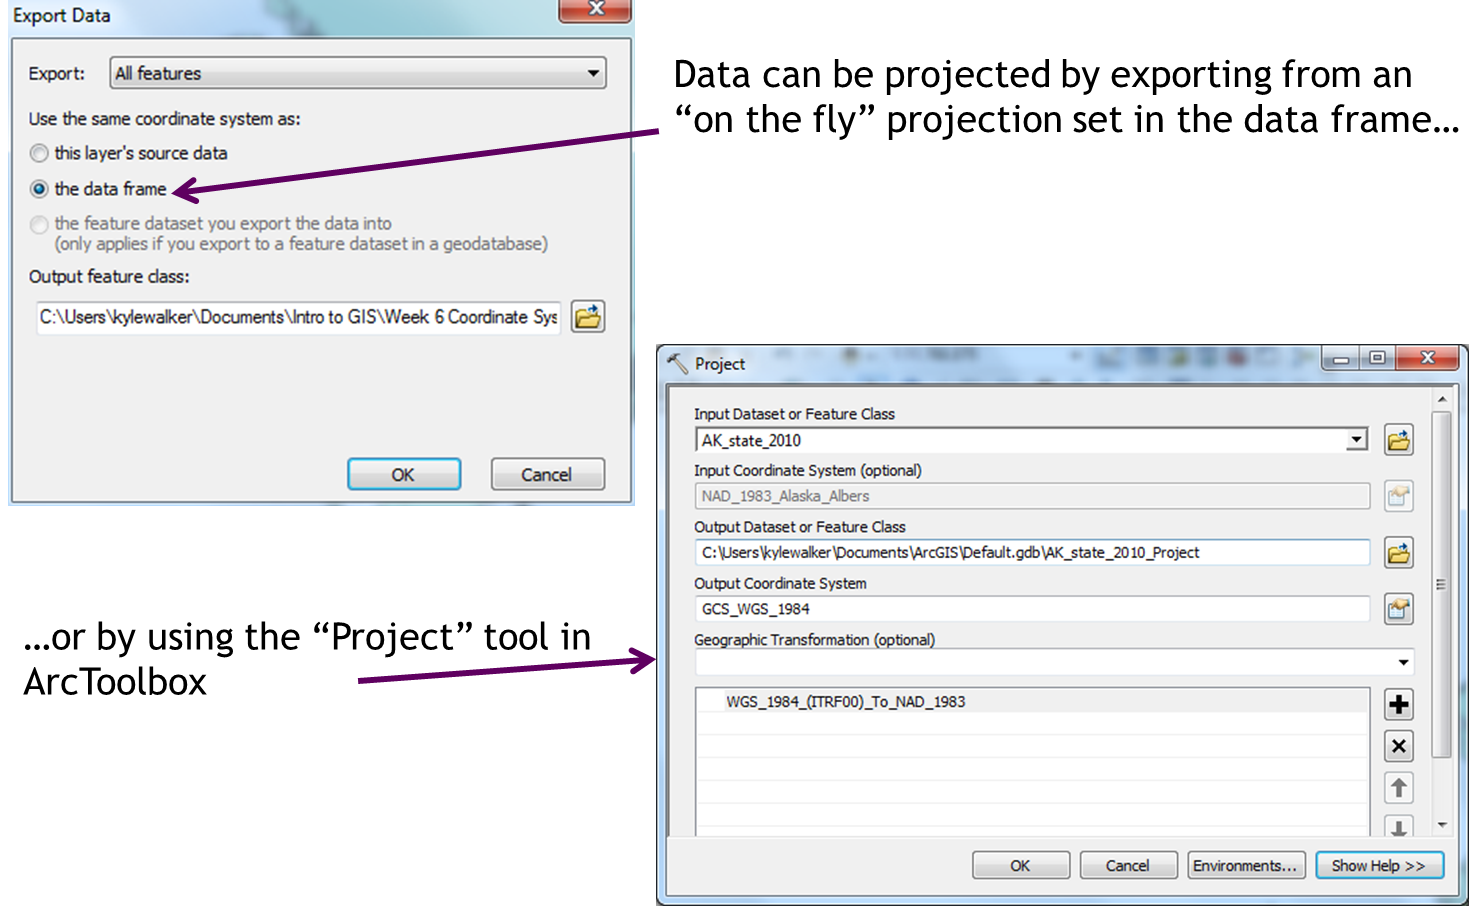 Export Data
Export: All features
Use the same coordinate system as:
this layer's source data
the data frame
the feature dataset you export the data into
(only applies if you export to a feature dataset in a geodatabase)
Output feature class:
C:\Users\kylewalker\Documents\Intro to GIS\Week 6 Coordinate Sys
OK Cancel
Data can be projected by exporting from an
“on the fly” projection set in the data frame…
…or by using the “Project” tool in
ArcToolbox
Project
Input Dataset or Feature Class
AK_state_2010
Input Coordinate System (optional)
NAD_1983_Alaska_Albers
Output Dataset or Feature Class
C:\Users\kylewalker\Documents\ArcGIS\Default.gdb\AK_state_2010_Project
Output Coordinate System
GCS_WGS_1984
Geographic Transformation (optional)
WGS_1984_(ITRF00)_To_NAD_1983
OK Cancel Environments... Show Help >>